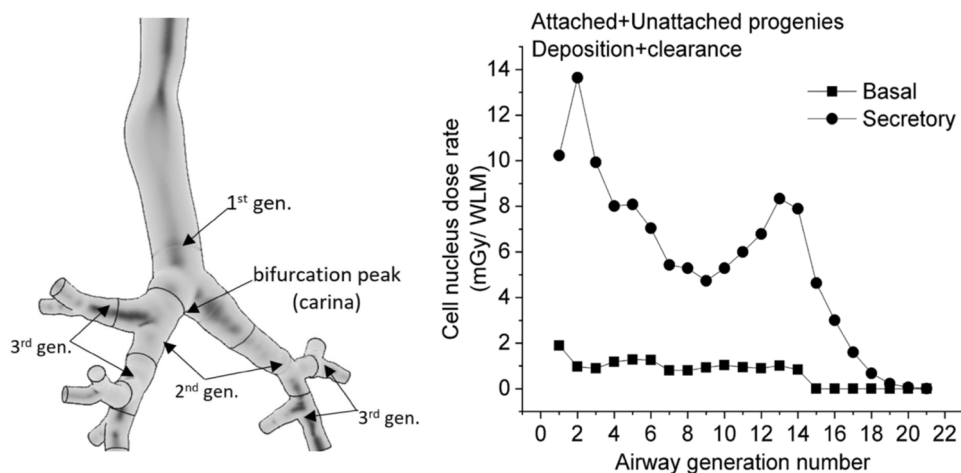 1st gen.
bifurcation peak
(carina)
3rd gen.
2nd gen.
3rd gen.
Attached+Unattached progenies
Deposition+clearance
Basal
Secretory
Cell nucleus dose rate
(mGy/ WLM)
14
12
10
8
6
4
2
0
0 2 4 6 8 10 12 14 16 18 20 22
Airway generation number